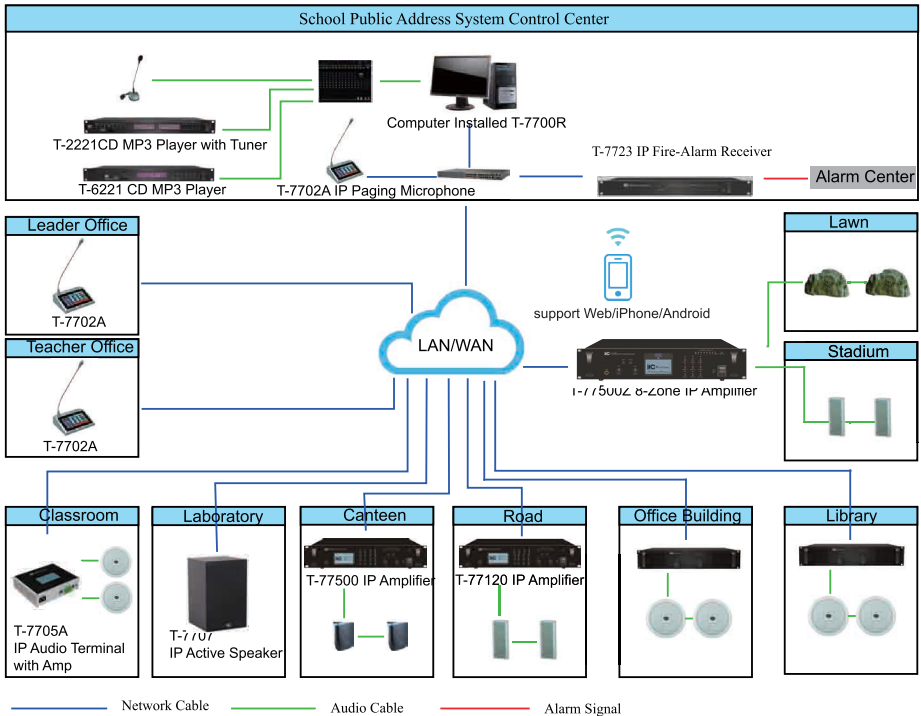 School Public Address System Control Center
Computer Installed T-7700R
T-2221CD MP3 Player with Tuner
T-6221 CD MP3 Player
T-7702A IP Paging Microphone
T-7723 IP Fire-Alarm Receiver
Alarm Center
Leader Office
T-7702A
Teacher Office
T-7702A
LAN/WAN
support Web/iPhone/Android
T-77500Z 8-Zone IP Amplifier
Lawn
Stadium
Classroom
T-7705A
IP Audio Terminal
with Amp
Laboratory
T-7707
IP Active Speaker
Canteen
T-77500 IP Amplifier
Road
T-77120 IP Amplifier
Office Building
Library
Network Cable
Audio Cable
Alarm Signal